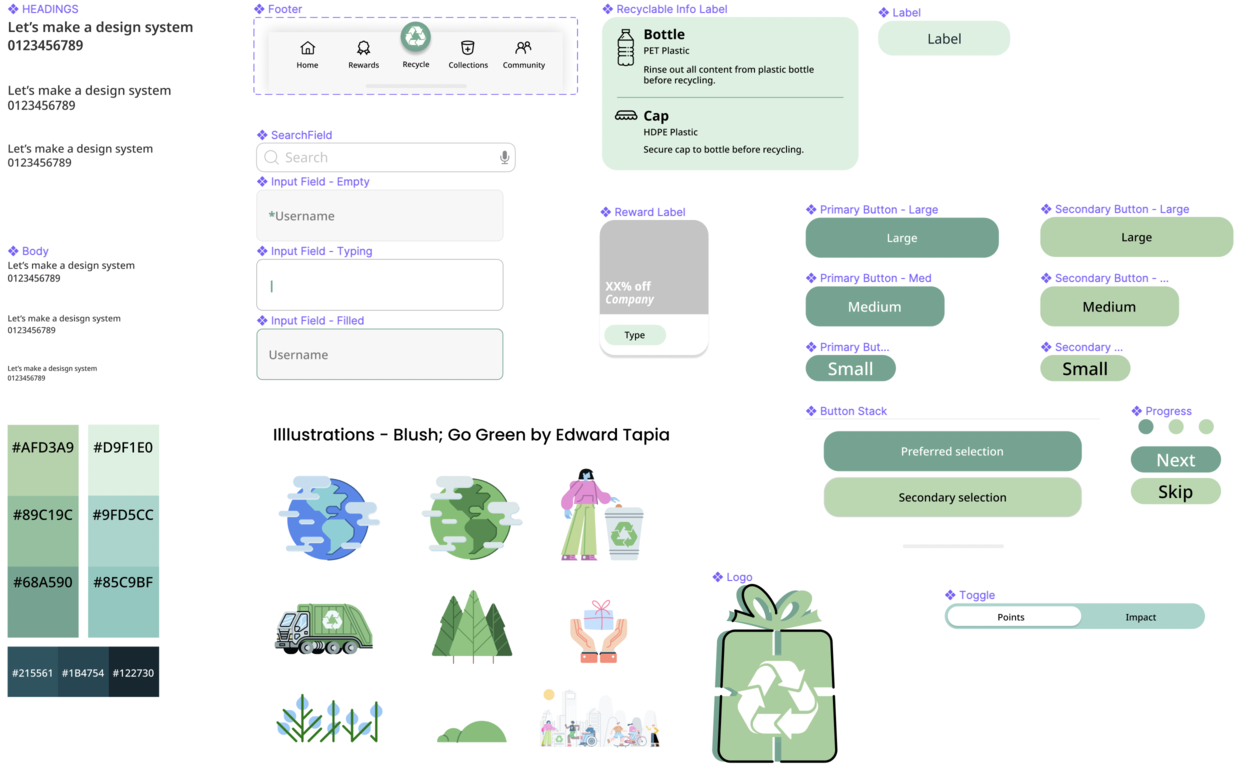 HEADINGS
Let's make a design system
0123456789
Let's make a design system
0123456789
Let's make a design system
0123456789
Body
Let's make a desisgn system
0123456789
Let's make a desisgn system
0123456789
Let's make a desisgn system
0123456789
#AFD3A9
#D9F1E0
#89C19C
#9FD5CC
#68A590
#85C9BF
#215561
#1B4754
#122730
Footer
Home
Rewards
Recycle
Collections
Community
SearchField
Search
Input Field - Empty
*Username
Input Field - Typing
Input Field - Filled
Username
Recyclable Info Label
Bottle
PET Plastic
Rinse out all content from plastic bottle
before recycling.
Cap
HDPE Plastic
Secure cap to bottle before recycling.
Label
Label
Reward Label
XX% off
Company
Type
Primary Button - Large
Large
Primary Button - Med
Medium
Primary But...
Small
Secondary Button - Large
Large
Secondary Button - ...
Medium
Secondary ...
Small
Button Stack
Preferred selection
Secondary selection
Progress
Next
Skip
Illlustrations - Blush; Go Green by Edward Tapia
Logo
Toggle
Points
Impact